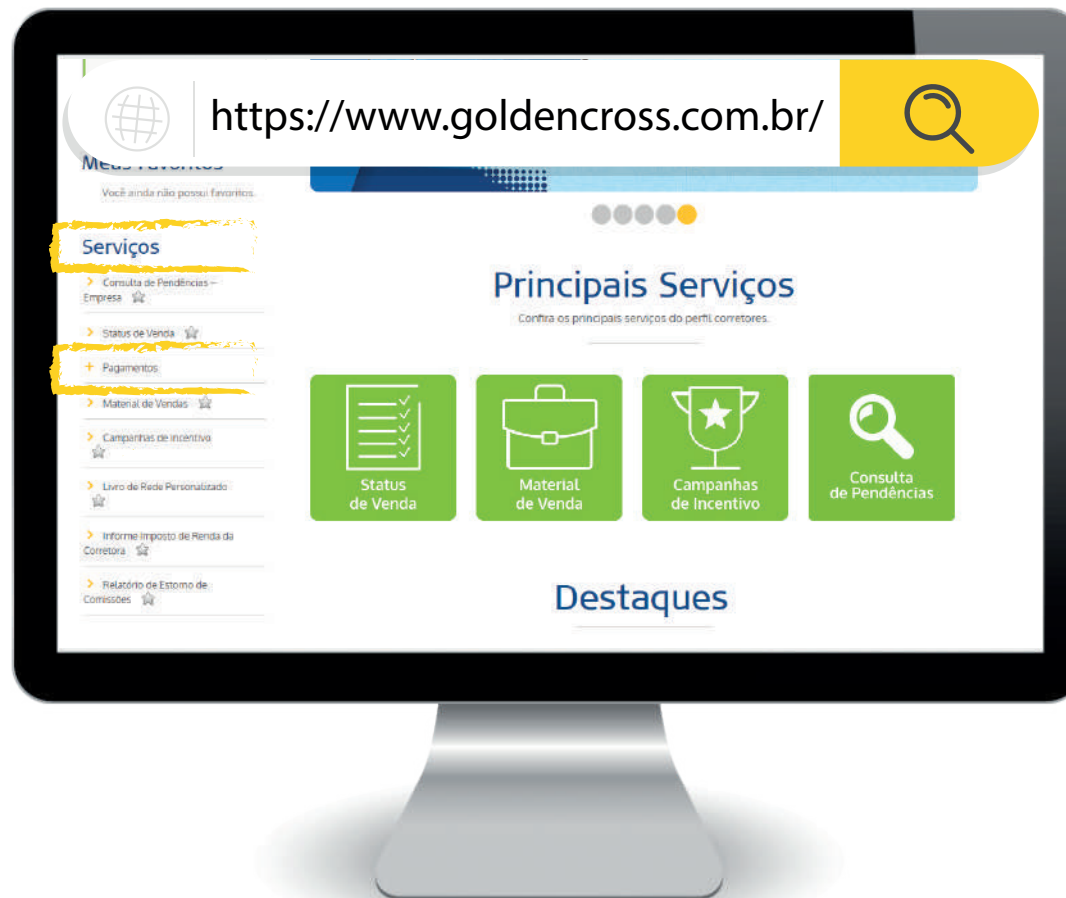 https://www.goldencross.com.br/
Meus Favoritos
Você ainda não possui favoritos.
Serviços
Consulta de Pendências –
Empresa
Status de Venda
Pagamentos
Material de Vendas
Campanhas de Incentivo
Livro de Rede Personalizado
Informe Imposto de Renda da
Corretora
Relatório de Estorno de
Comissões
Principais Serviços
Confira os principais serviços do perfil corretores.
Status
de Venda
Material
de Venda
Campanhas
de Incentivo
Consulta
de Pendências
Destaques